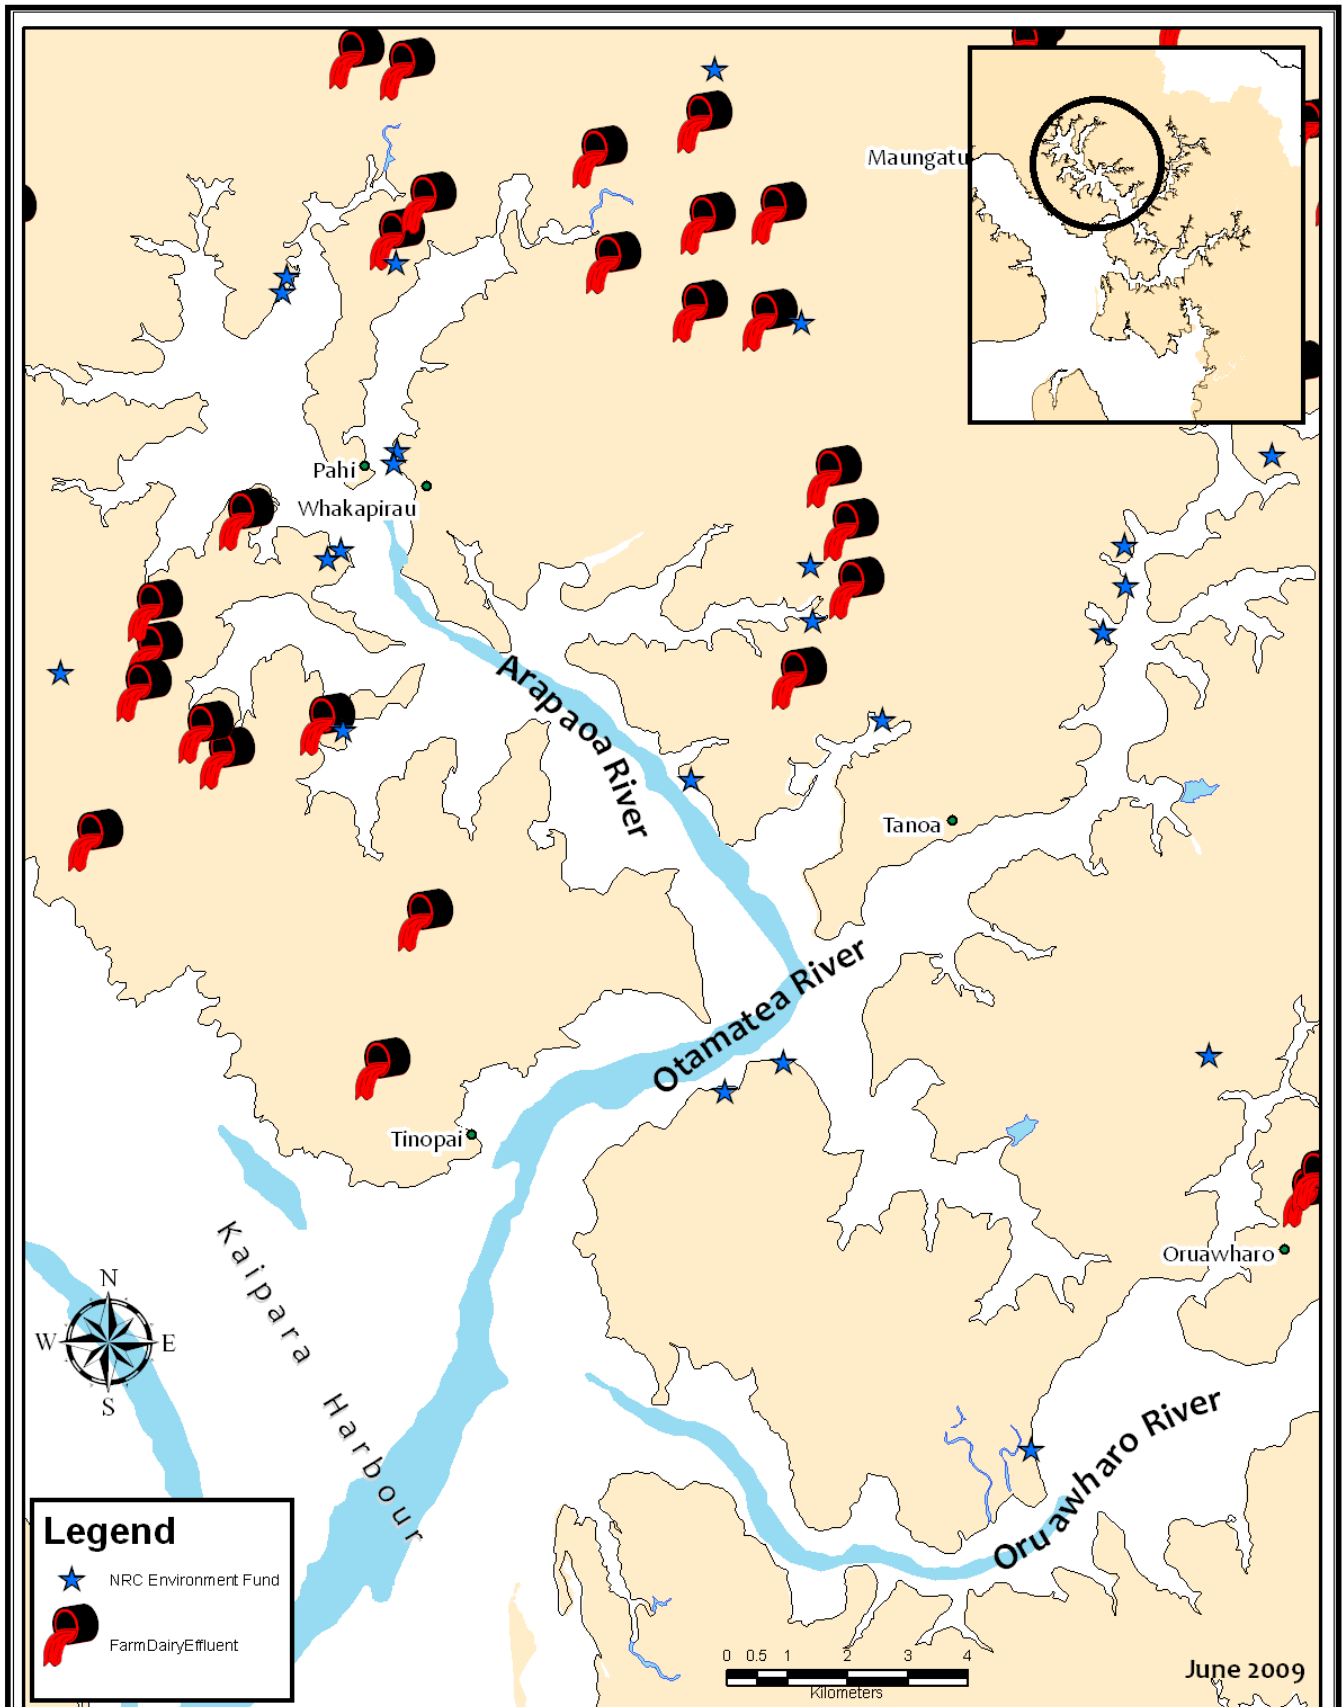 Maungatu
Pahi
Whakapirau
Arapaoa River
Tanoa
Otamatea River
Tinopai
Oruawharo
Kaipara Harbour
N
W E
S
Oruawharo River
Legend
NRC Environment Fund
FarmDairyEffluent
0 0.5 1 2 3 4
Kilometers
June 2009